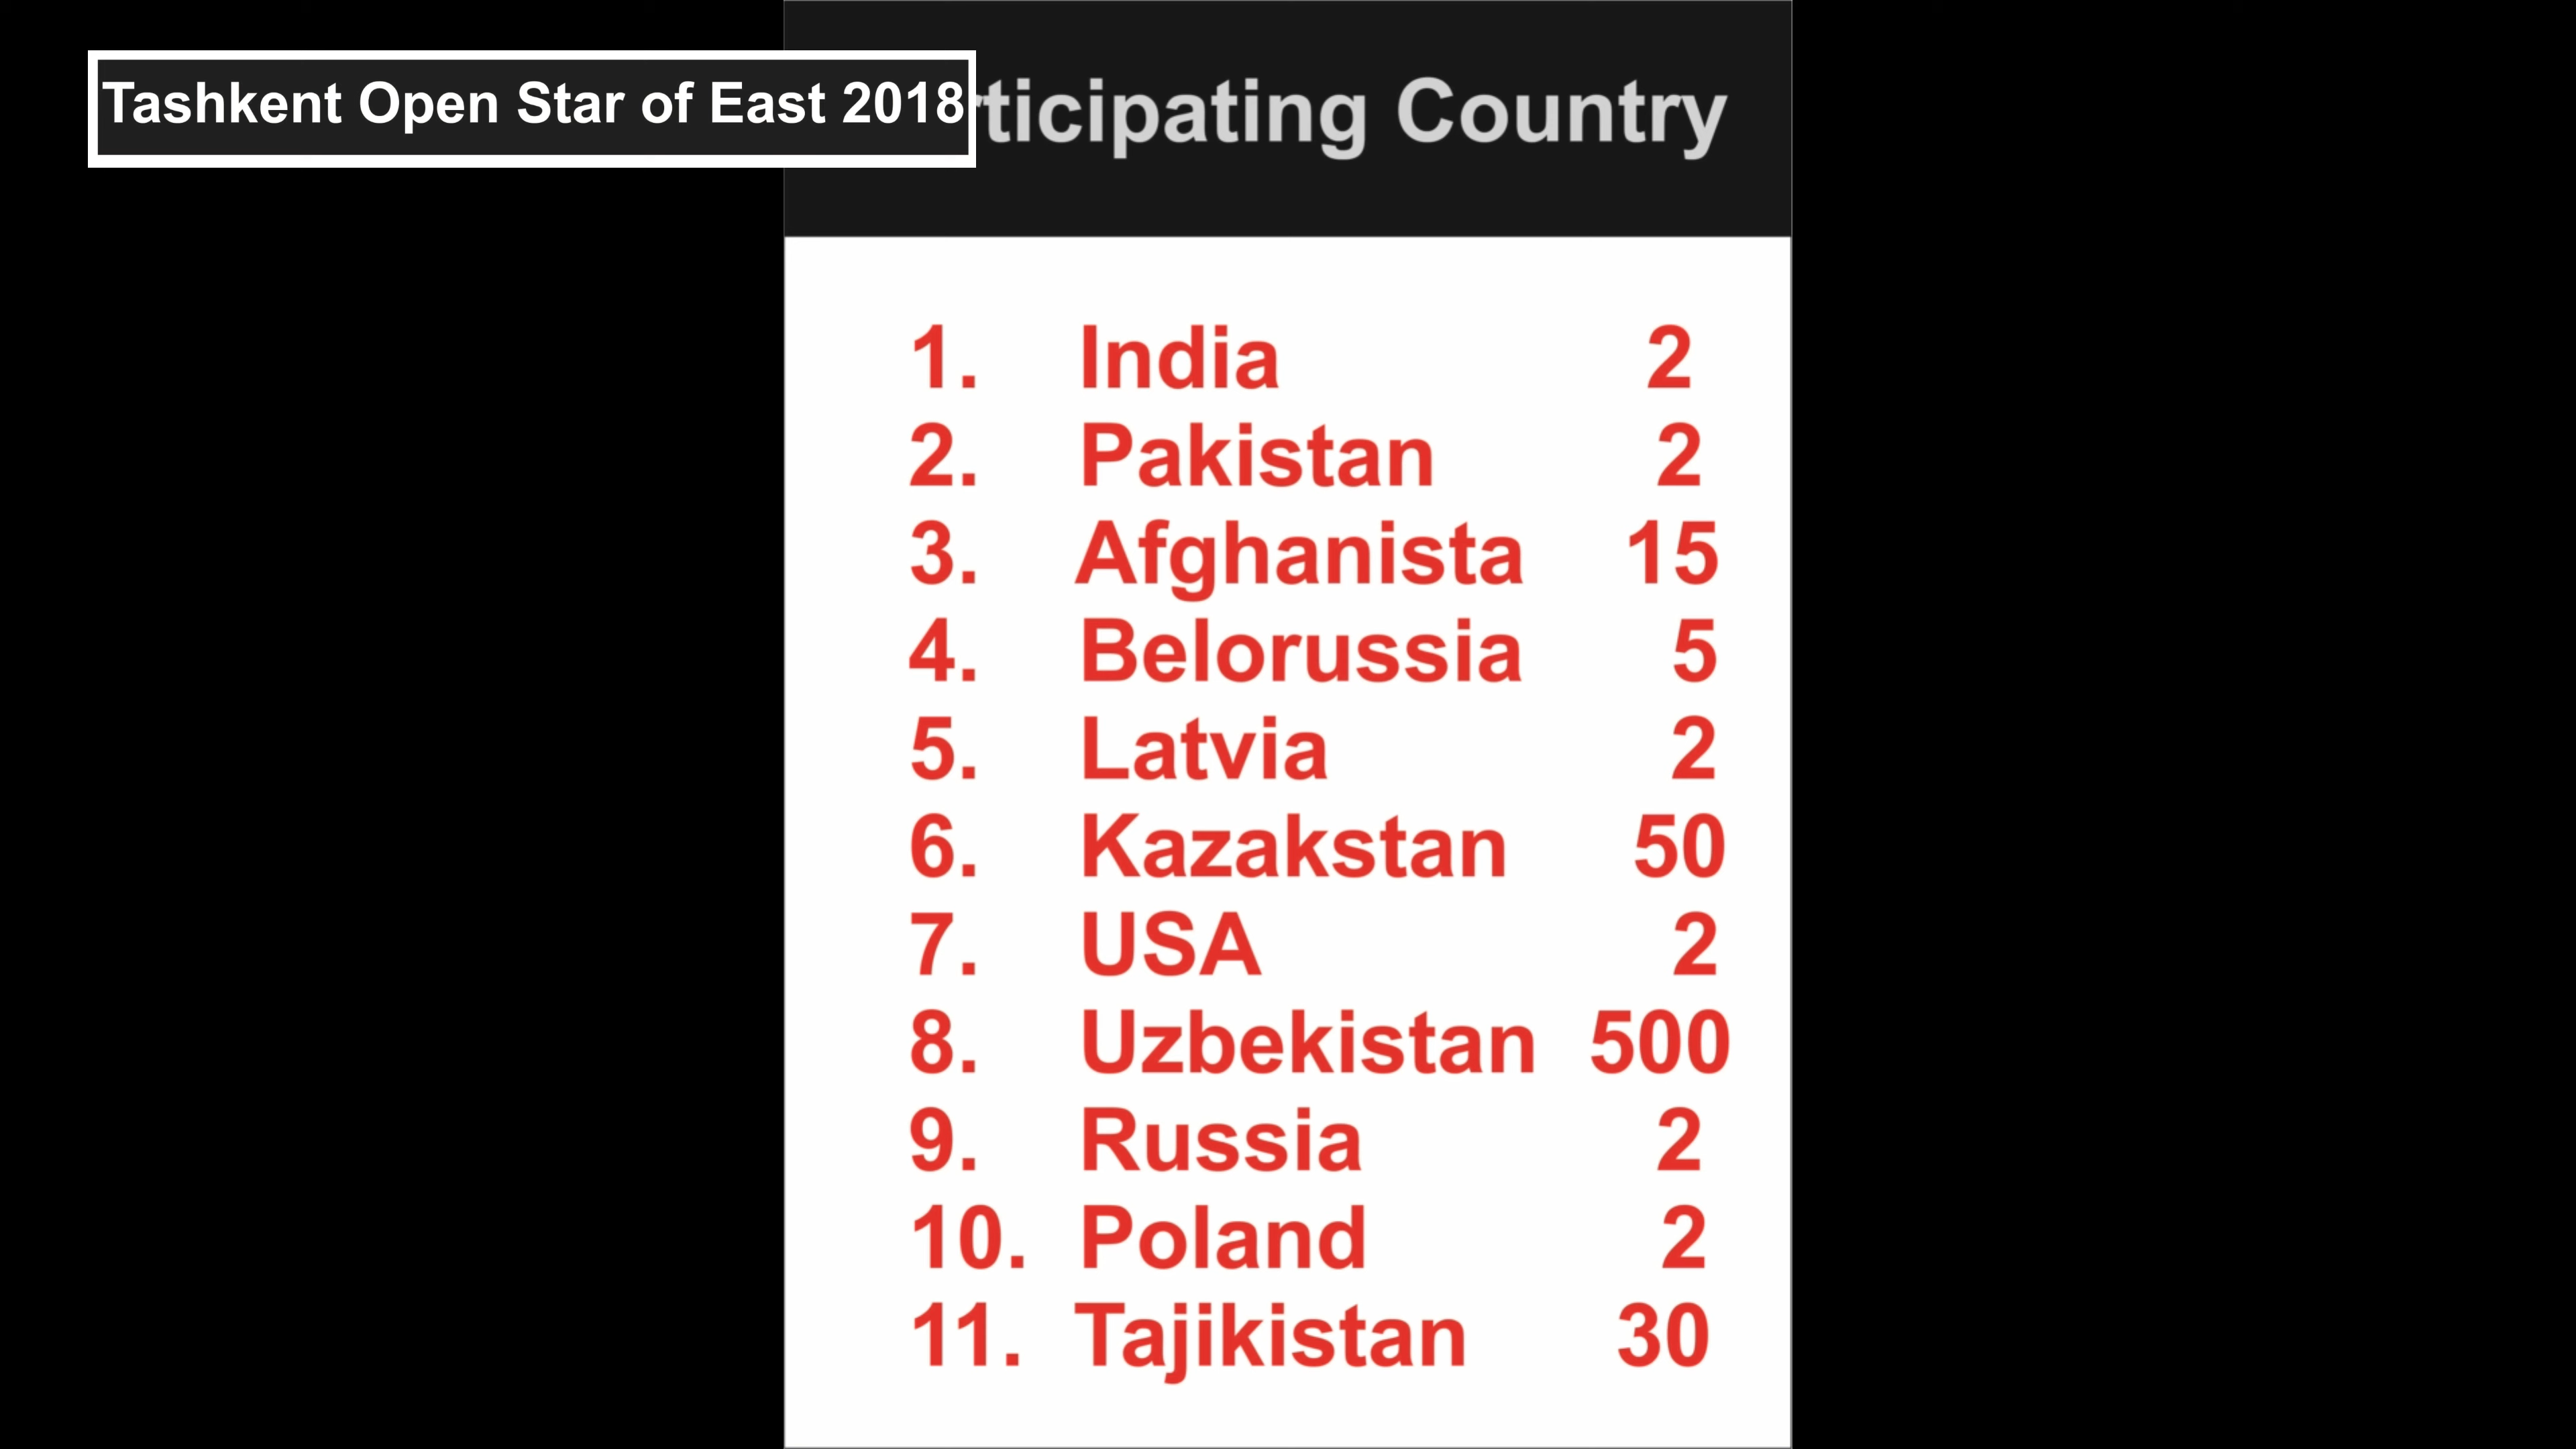 Tashkent Open Star of East 2018
ticipating Country
1. India 2
2. Pakistan 2
3. Afghanista 15
4. Belorussia 5
5. Latvia 2
6. Kazakstan 50
7. USA 2
8. Uzbekistan 500
9. Russia 2
10. Poland 2
11. Tajikistan 30